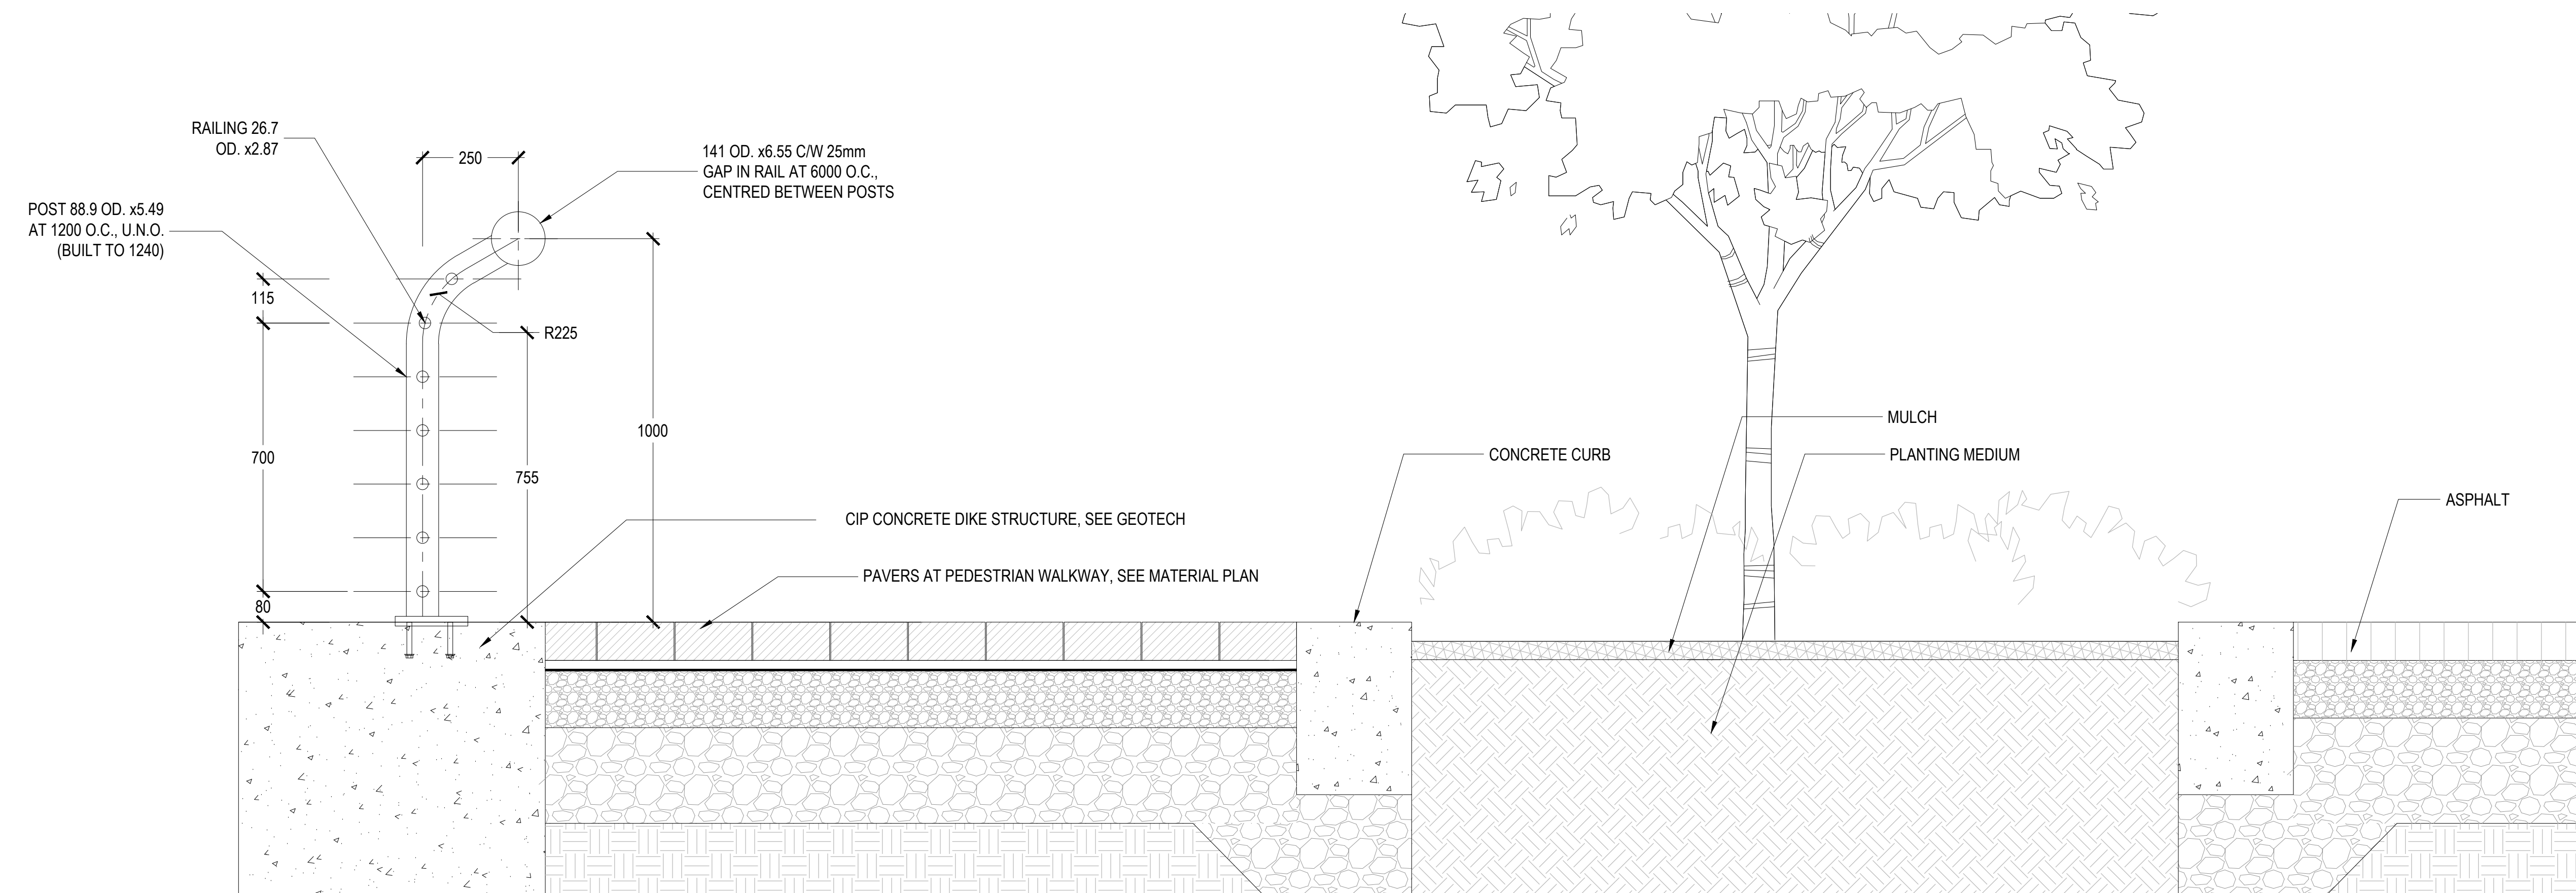 RAILING 26.7
OD. x2.87
250
141 OD. x6.55 C/W 25mm
GAP IN RAIL AT 6000 O.C.,
CENTRED BETWEEN POSTS
POST 88.9 OD. x5.49
AT 1200 O.C., U.N.O.
(BUILT TO 1240)
115
R225
700
755
1000
80
CIP CONCRETE DIKE STRUCTURE, SEE GEOTECH
PAVERS AT PEDESTRIAN WALKWAY, SEE MATERIAL PLAN
CONCRETE CURB
MULCH
PLANTING MEDIUM
ASPHALT